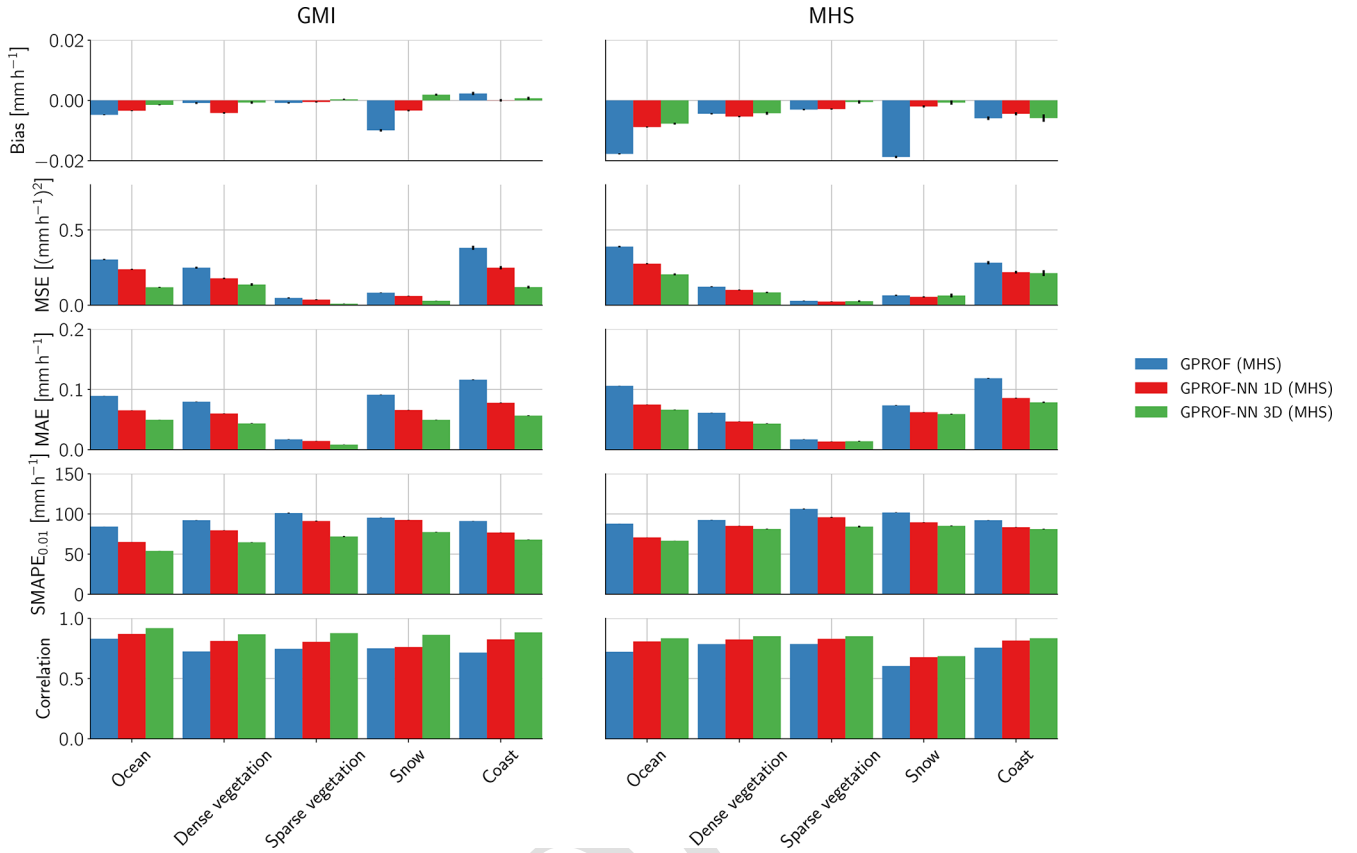 GMI
MHS
Bias [mm h−1]
0.02
0.00
−0.02
MSE [(mm h−1)2]
0.5
0.0
MAE [mm h−1]
0.2
0.1
0.0
SMAPE0.01 [mm h−1]
150
100
50
0
Correlation
1.0
0.5
0.0
Ocean
Dense vegetation
Sparse vegetation
Snow
Coast
Ocean
Dense vegetation
Sparse vegetation
Snow
Coast
GPROF (MHS)
GPROF-NN 1D (MHS)
GPROF-NN 3D (MHS)